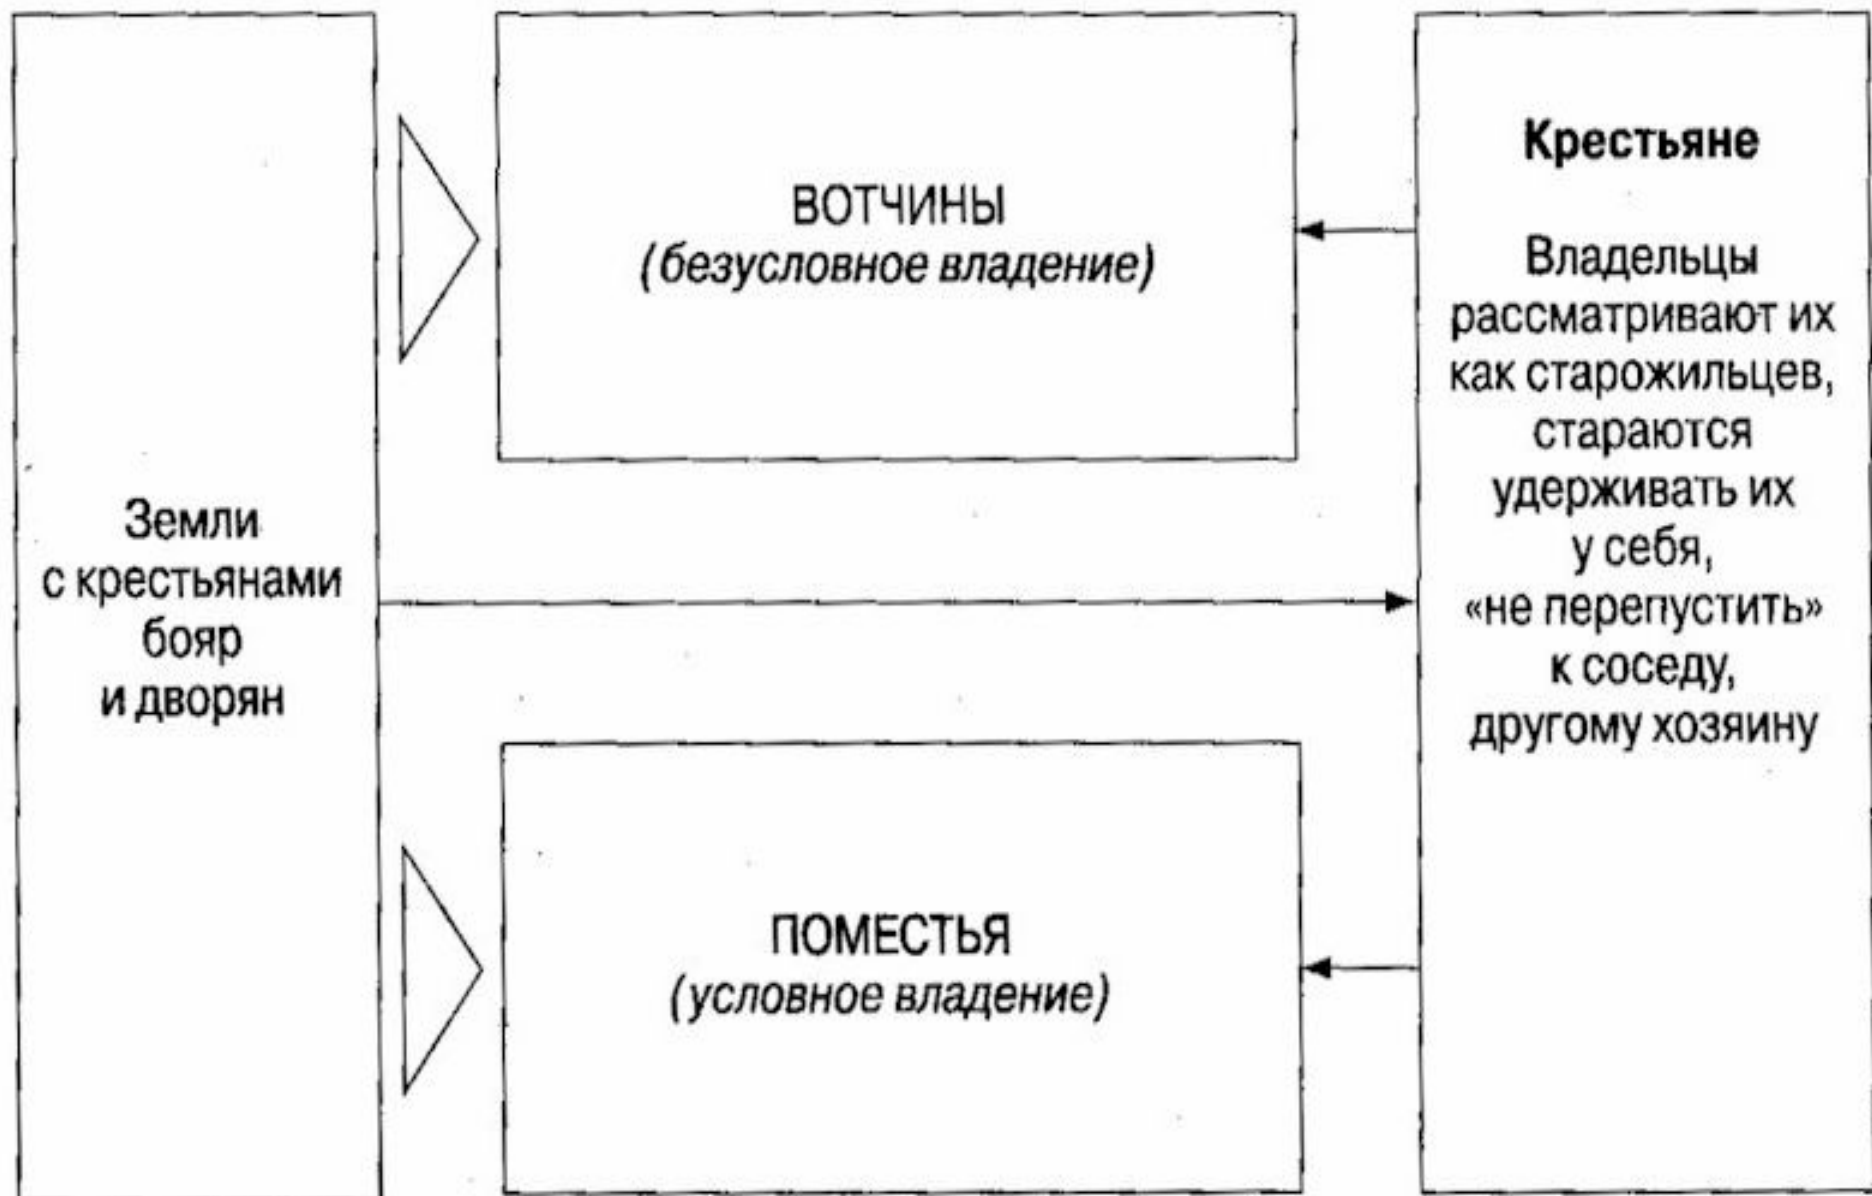 Земли
с крестьянами
бояр
и дворян
ВОТЧИНЫ
(безусловное владение)
ПОМЕСТЬЯ
(условное владение)
Крестьяне
Владельцы
рассматривают их
как старожильцев,
стараются
удерживать их
у себя,
«не перепустить»
к соседу,
другому хозяину